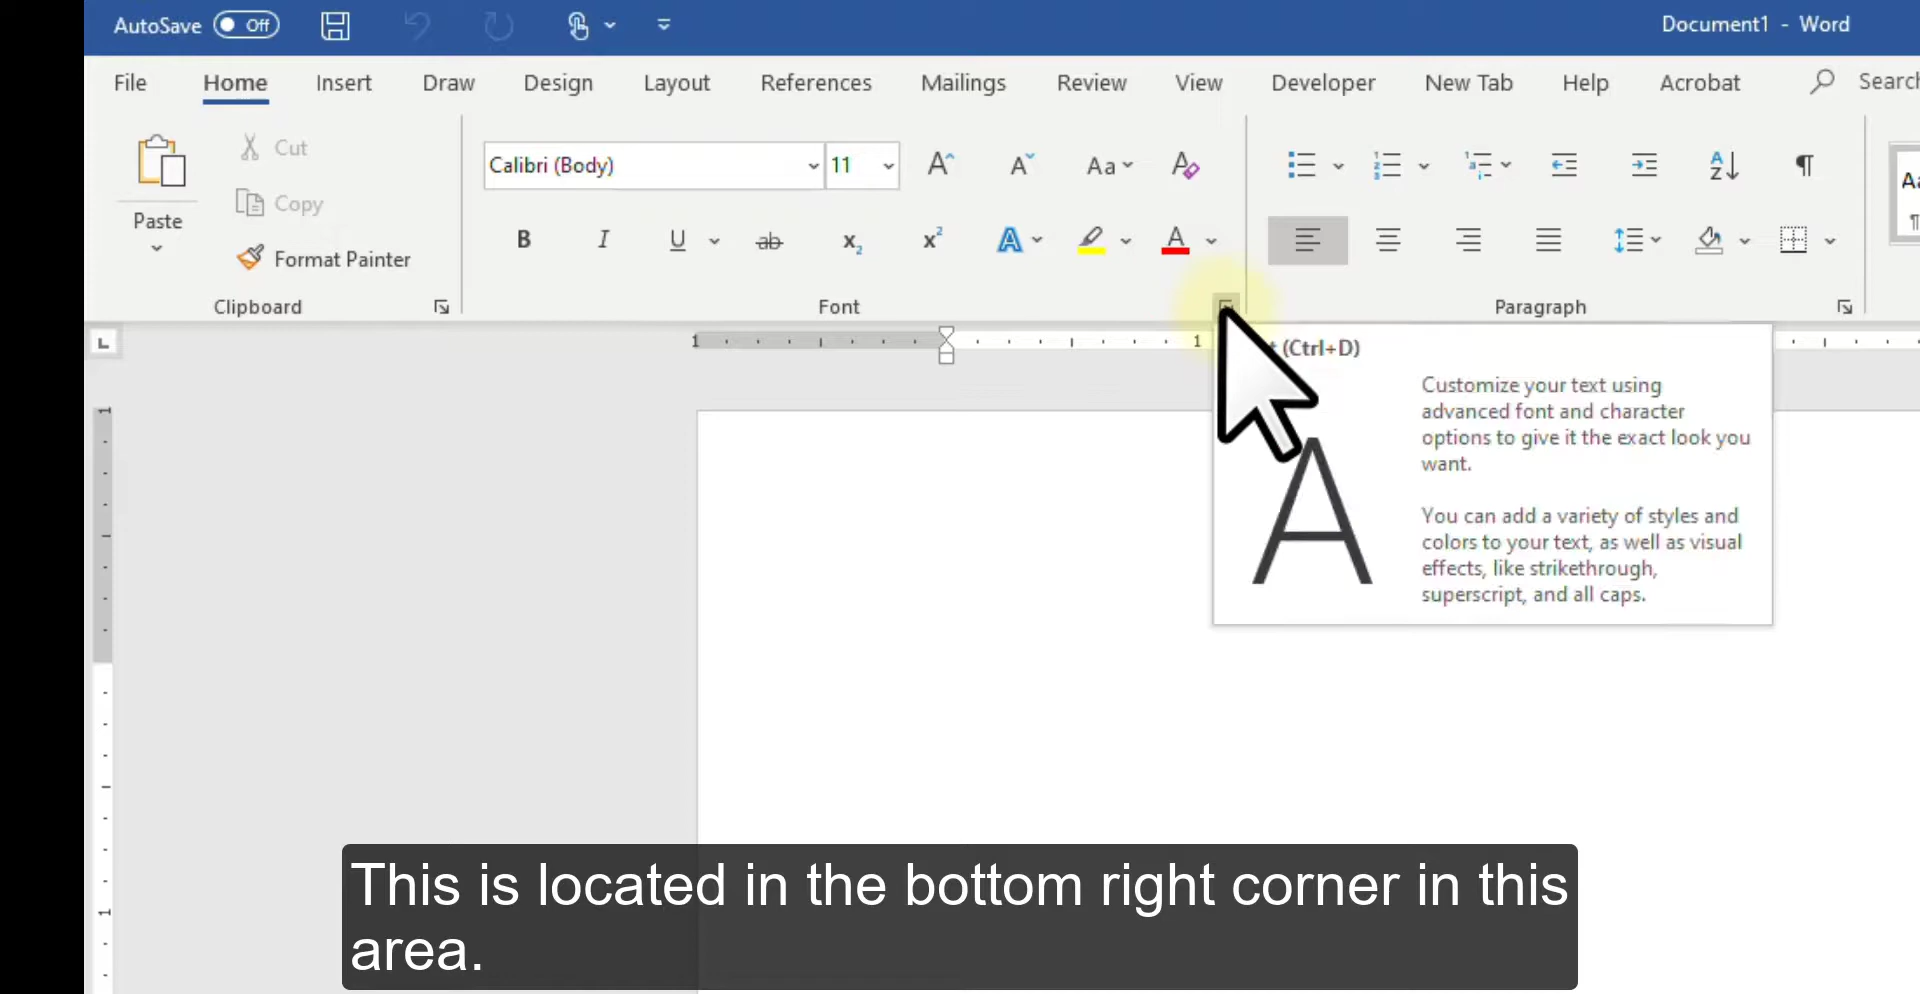 AutoSave Off Document1 - Word
File Home Insert Draw Design Layout References Mailings Review View Developer New Tab Help Acrobat Search
Cut
Calibri (Body) 11
Copy
Paste
Format Painter
Clipboard Font Paragraph
1 1
(Ctrl+D)
Customize your text using
advanced font and character
options to give it the exact look you
want.
You can add a variety of styles and
colors to your text, as well as visual
effects, like strikethrough,
superscript, and all caps.
This is located in the bottom right corner in this
area.